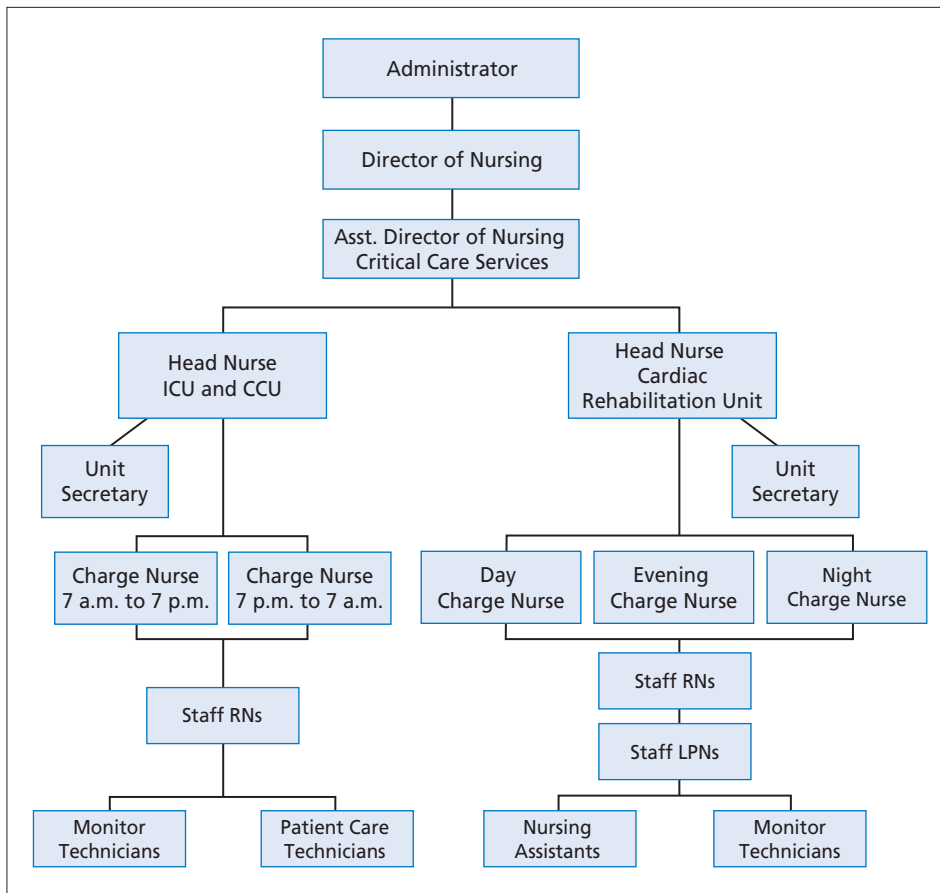 Administrator
Director of Nursing
Asst. Director of Nursing
Critical Care Services
Head Nurse
ICU and CCU
Head Nurse
Cardiac
Rehabilitation Unit
Unit
Secretary
Unit
Secretary
Charge Nurse
7 a.m. to 7 p.m.
Charge Nurse
7 p.m. to 7 a.m.
Day
Charge Nurse
Evening
Charge Nurse
Night
Charge Nurse
Staff RNs
Staff RNs
Staff LPNs
Monitor
Technicians
Patient Care
Technicians
Nursing
Assistants
Monitor
Technicians